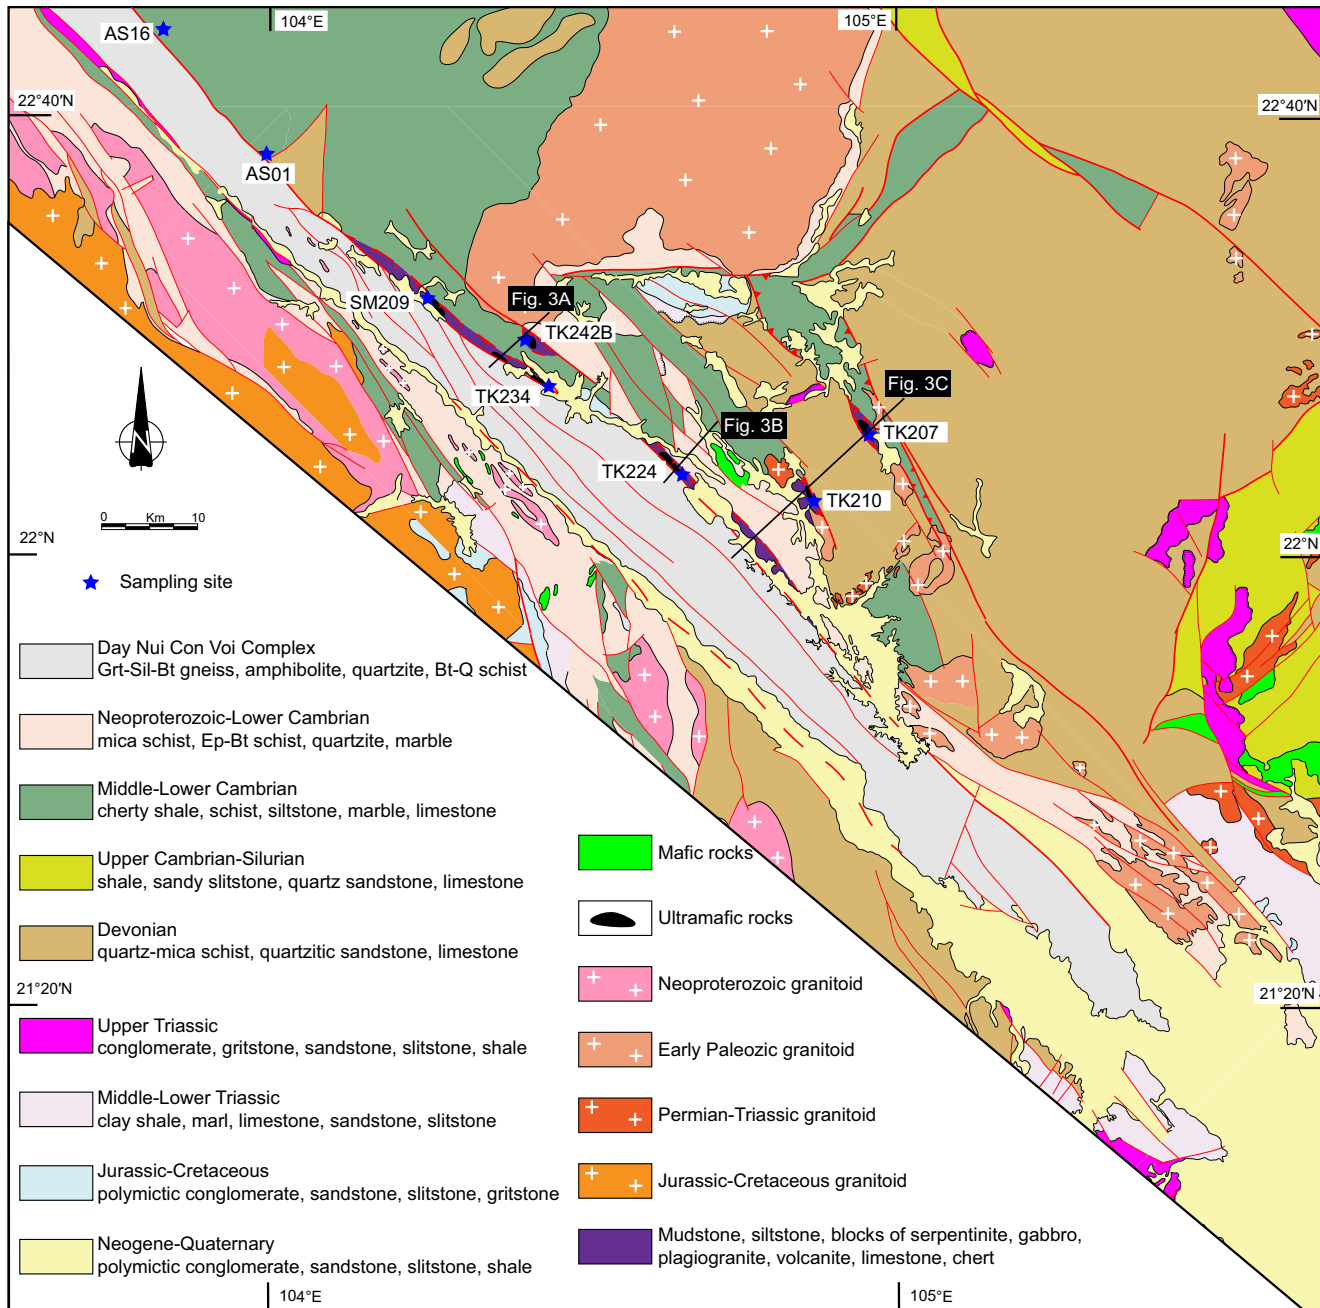 104°E
105°E
AS16
22°40′N
22°40′N
AS01
SM209
Fig. 3A
TK242B
TK234
Fig. 3C
TK207
Fig. 3B
TK224
TK210
N
0 Km 10
22°N
22°N
Sampling site
Day Nui Con Voi Complex
Grt-Sil-Bt gneiss, amphibolite, quartzite, Bt-Q schist
Neoproterozoic-Lower Cambrian
mica schist, Ep-Bt schist, quartzite, marble
Middle-Lower Cambrian
cherty shale, schist, siltstone, marble, limestone
Upper Cambrian-Silurian
shale, sandy slitstone, quartz sandstone, limestone
Devonian
quartz-mica schist, quartzitic sandstone, limestone
21°20′N
21°20′N
Upper Triassic
conglomerate, gritstone, sandstone, slitstone, shale
Middle-Lower Triassic
clay shale, marl, limestone, sandstone, slitstone
Jurassic-Cretaceous
polymictic conglomerate, sandstone, slitstone, gritstone
Neogene-Quaternary
polymictic conglomerate, sandstone, slitstone, shale
Mafic rocks
Ultramafic rocks
Neoproterozoic granitoid
Early Paleozic granitoid
Permian-Triassic granitoid
Jurassic-Cretaceous granitoid
Mudstone, siltstone, blocks of serpentinite, gabbro,
plagiogranite, volcanite, limestone, chert
104°E
105°E